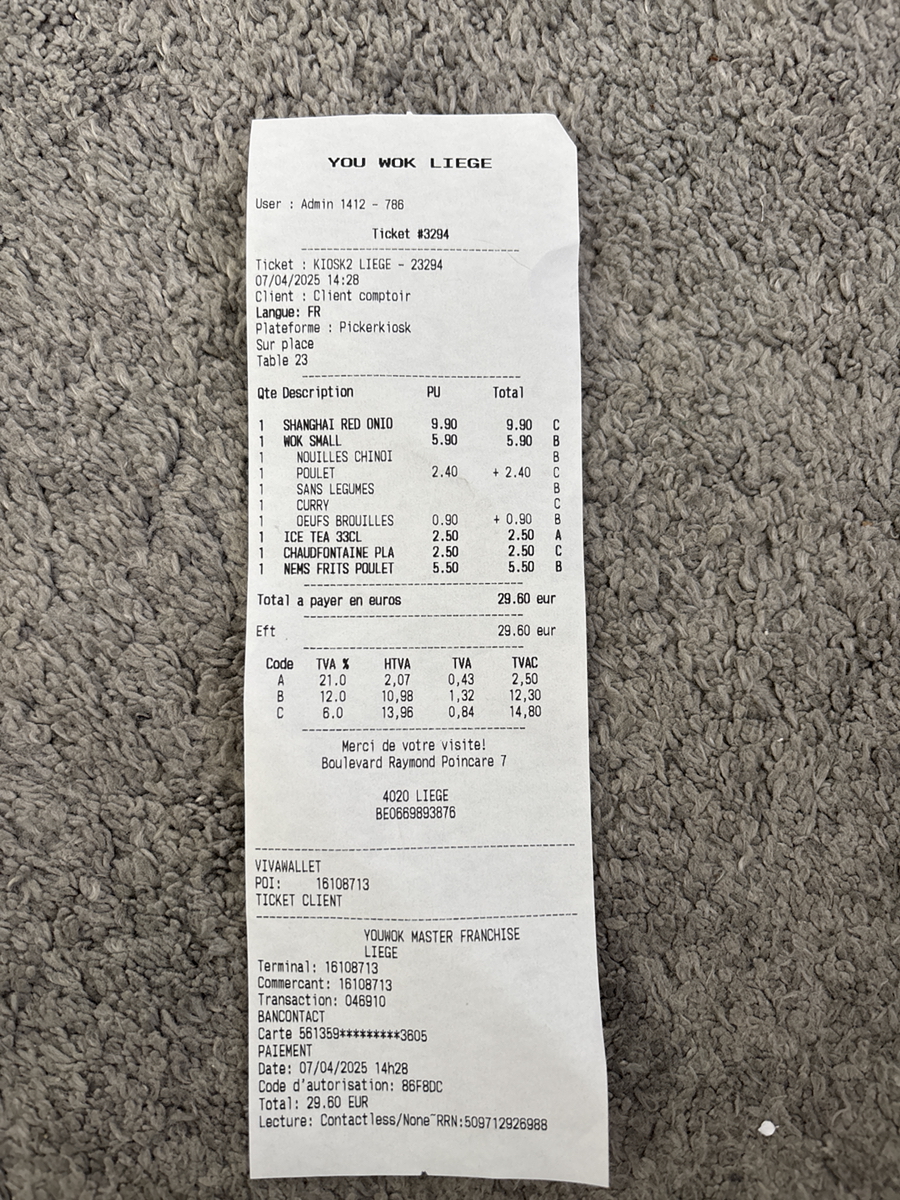 YOU WOK LIEGE
User : Admin 1412 - 786
Ticket #3294
Ticket : KIOSK2 LIEGE - 23294
07/04/2025 14:28
Client : Client comptoir
Langue: FR
Plateforme : Pickerkiosk
Sur place
Table 23
Qte Description PU Total
1 SHANGHAI RED ONIO 9.90 9.90 C
1 WOK SMALL 5.90 5.90 B
1 NOUILLES CHINOI B
1 POULET 2.40 + 2.40 C
1 SANS LEGUMES B
1 CURRY C
1 OEUFS BROUILLES 0.90 + 0.90 B
1 ICE TEA 33CL 2.50 2.50 A
1 CHAUDFONTAINE PLA 2.50 2.50 C
1 NEMS FRITS POULET 5.50 5.50 B
Total a payer en euros 29.60 eur
Eft 29.60 eur
Code TVA % HTVA TVA TVAC
A 21.0 2,07 0,43 2,50
B 12.0 10,98 1,32 12,30
C 6.0 13,96 0,84 14,80
Merci de votre visite!
Boulevard Raymond Poincare 7
4020 LIEGE
BE0669893876
VIVAWALLET
POI: 16108713
TICKET CLIENT
YOUWOK MASTER FRANCHISE
LIEGE
Terminal: 16108713
Commercant: 16108713
Transaction: 046910
BANCONTACT
Carte 561359*********3605
PAIEMENT
Date: 07/04/2025 14h28
Code d'autorisation: 86F8DC
Total: 29.60 EUR
Lecture: Contactless/None~RRN:509712926988